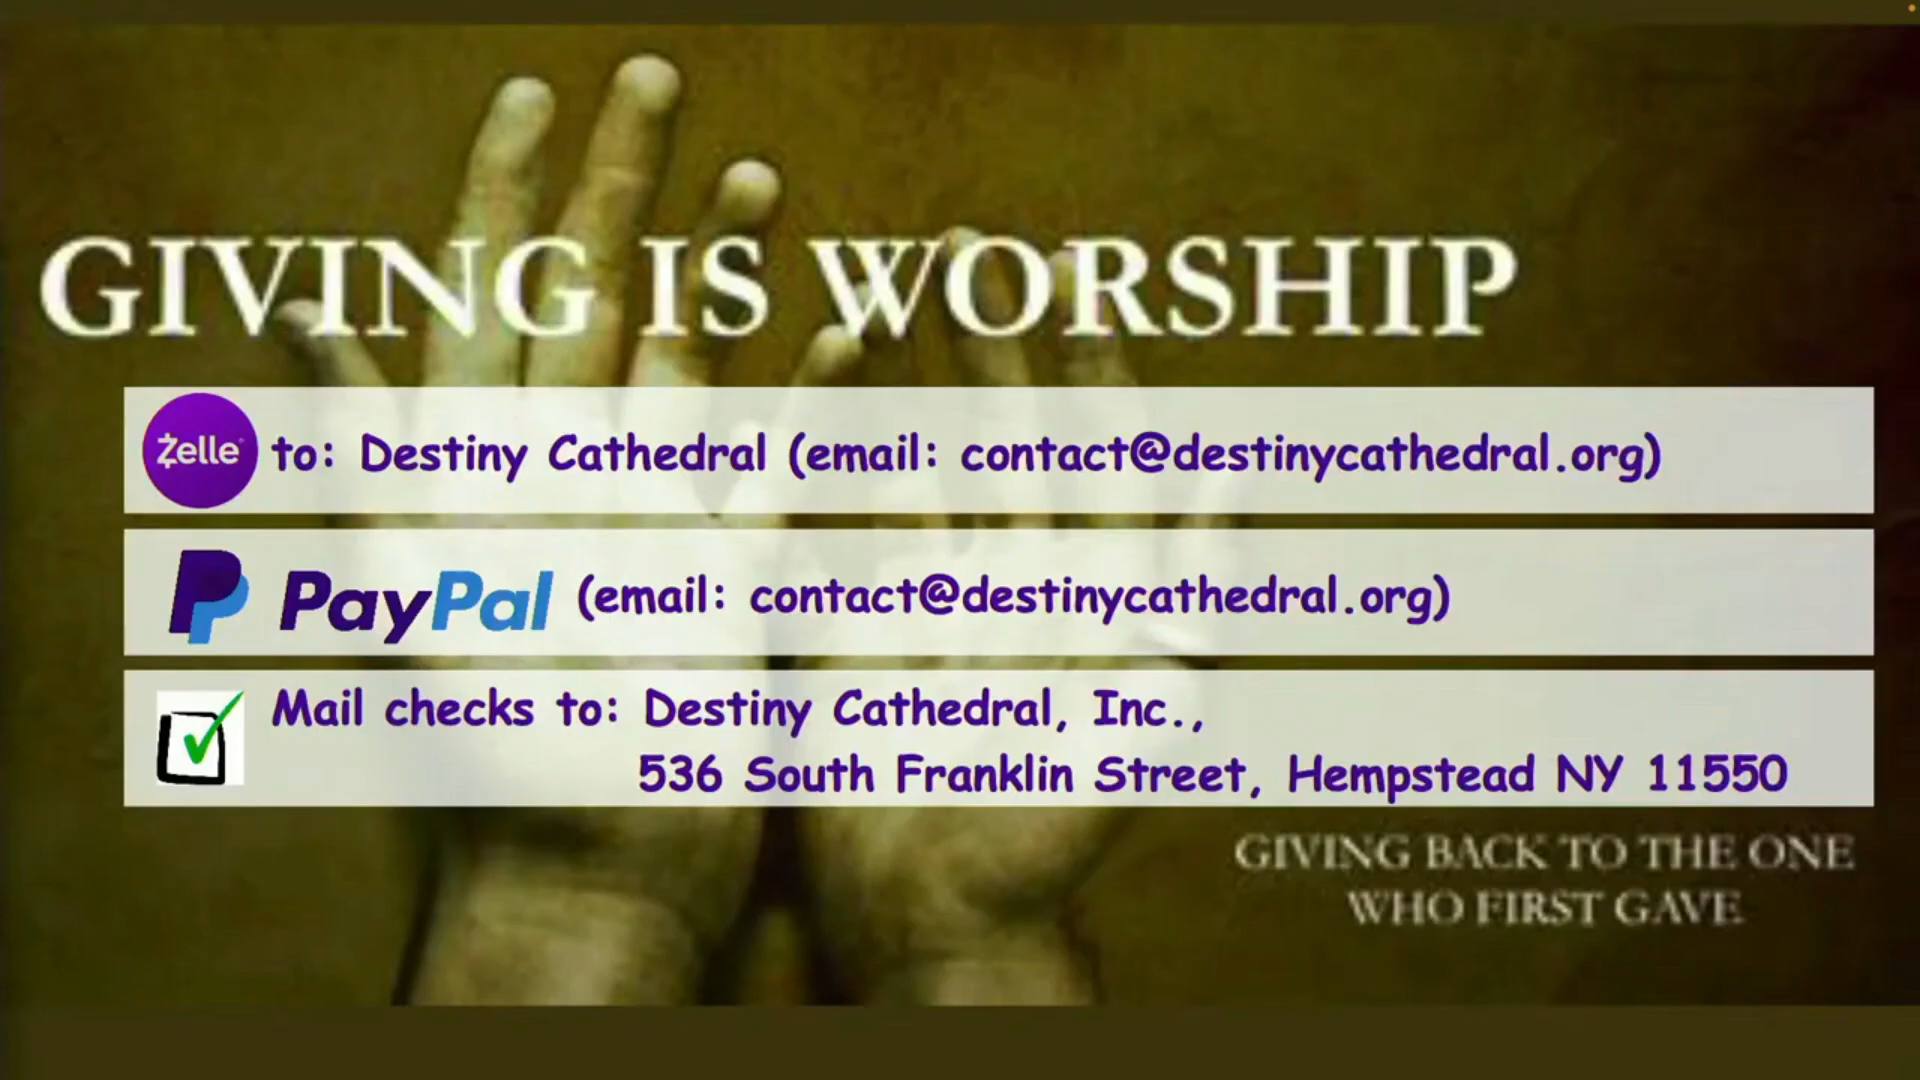 GIVING IS WORSHIP
Zelle to: Destiny Cathedral (email: contact@destinycathedral.org)
PayPal (email: contact@destinycathedral.org)
Mail checks to: Destiny Cathedral, Inc.,
536 South Franklin Street, Hempstead NY 11550
GIVING BACK TO THE ONE
WHO FIRST GAVE